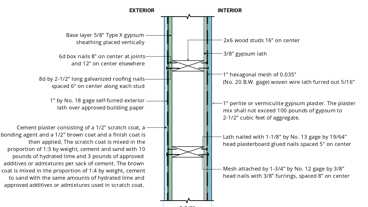 EXTERIOR
INTERIOR
Base layer 5/8" Type X gypsum
sheathing placed vertically
6d box nails 8" on center at joints
and 12" on center elsewhere
8d by 2-1/2" long galvanized roofing nails
spaced 6" on center along each stud
1" by No. 18 gage self-furred exterior
lath over approved building paper
Cement plaster consisting of a 1/2" scratch coat, a
bonding agent and a 1/2" brown coat and a finish coat is
then applied. The scratch coat is mixed in the
proportion of 1:3 by weight, cement and sand with 10
pounds of hydrated lime and 3 pounds of approved
additives or admixtures per sack of cement. The brown
coat is mixed in the proportion of 1:4 by weight, cement
to sand with the same amounts of hydrated lime and
approved additives or admixtures used in scratch coat.
2x6 wood studs 16" on center
3/8" gypsum lath
1" hexagonal mesh of 0.035"
(No. 20 B.W. gage) woven wire lath furred out 5/16"
1" perlite or vermiculite gypsum plaster. The plaster
mix shall not exceed 100 pounds of gypsum to
2-1/2" cubic feet of aggregate.
Lath nailed with 1-1/8" by No. 13 gage by 19/64"
head plasterboard glued nails spaced 5" on center
Mesh attached by 1-3/4" by No. 12 gage by 3/8"
head nails with 3/8" furrings, spaced 8" on center